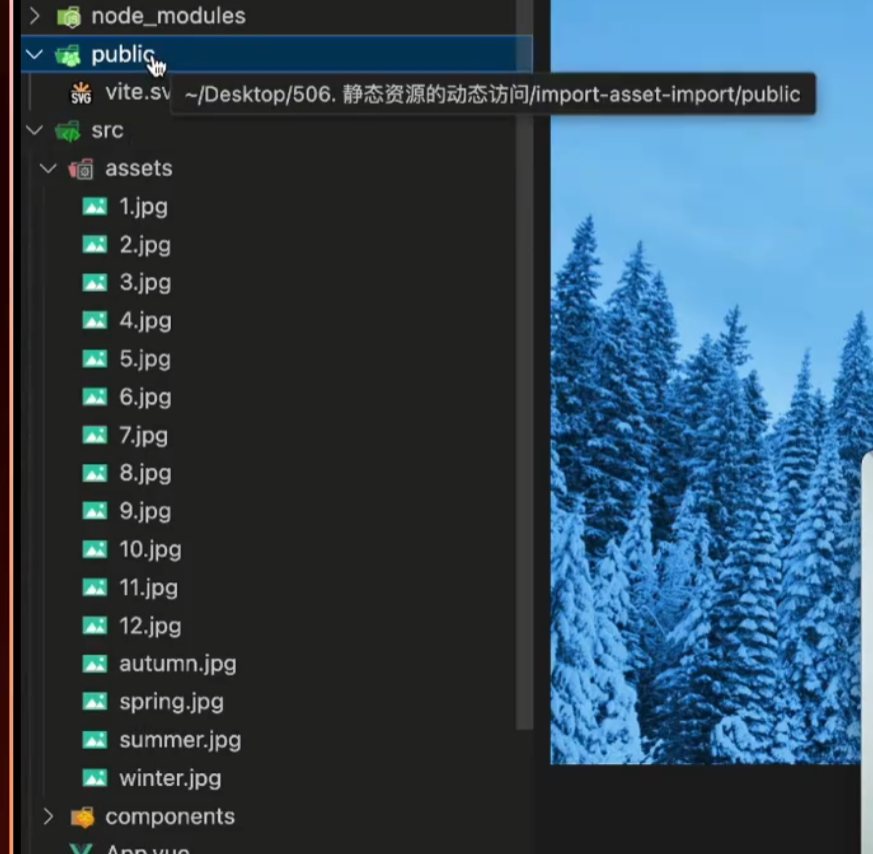 node_modules
public
vite.sv
~/Desktop/506. 静态资源的动态访问/import-asset-import/public
src
assets
1.jpg
2.jpg
3.jpg
4.jpg
5.jpg
6.jpg
7.jpg
8.jpg
9.jpg
10.jpg
11.jpg
12.jpg
autumn.jpg
spring.jpg
summer.jpg
winter.jpg
components
App.vue